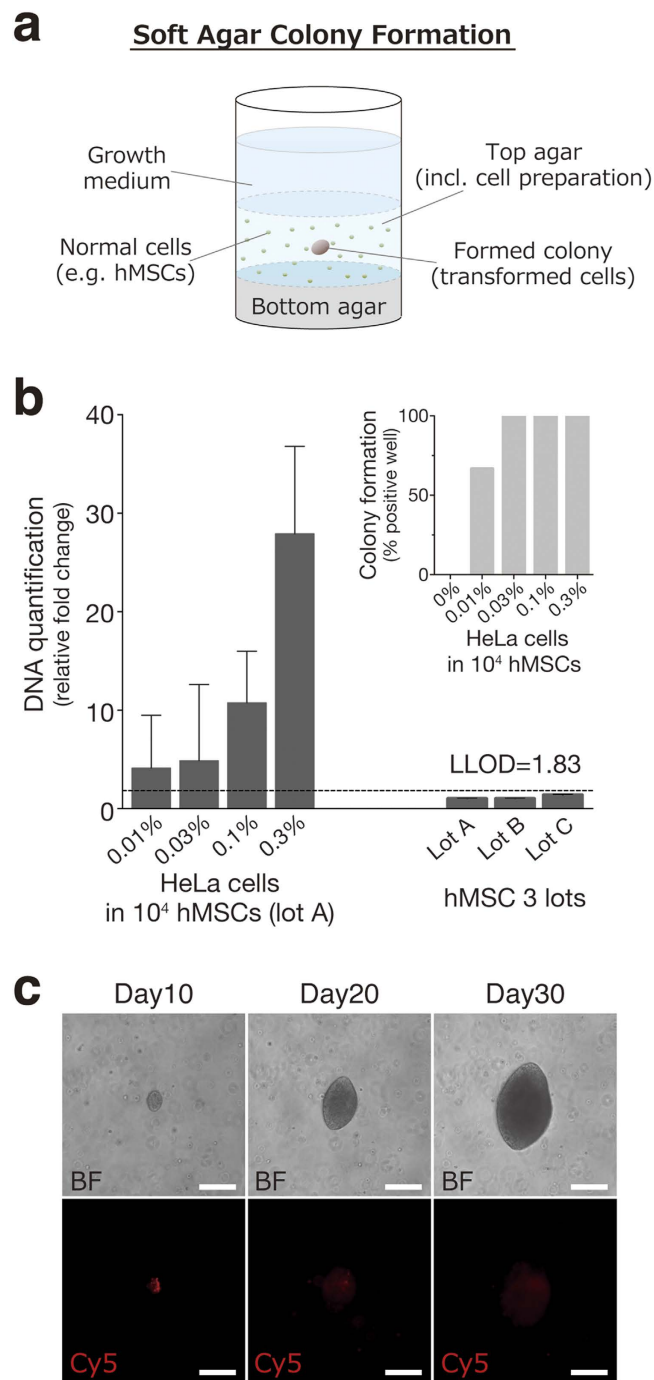 a
Soft Agar Colony Formation
Growth
medium
Top agar
(incl. cell preparation)
Normal cells
(e.g. hMSCs)
Formed colony
(transformed cells)
Bottom agar
b
DNA quantification
(relative fold change)
40
30
20
10
0
0.01%
0.03%
0.1%
0.3%
HeLa cells
in 10⁴ hMSCs (lot A)
Colony formation
(% positive well)
100
50
0
0%
0.01%
0.03%
0.1%
0.3%
HeLa cells
in 10⁴ hMSCs
LLOD=1.83
Lot A
Lot B
Lot C
hMSC 3 lots
c
Day10
Day20
Day30
BF
BF
BF
Cy5
Cy5
Cy5